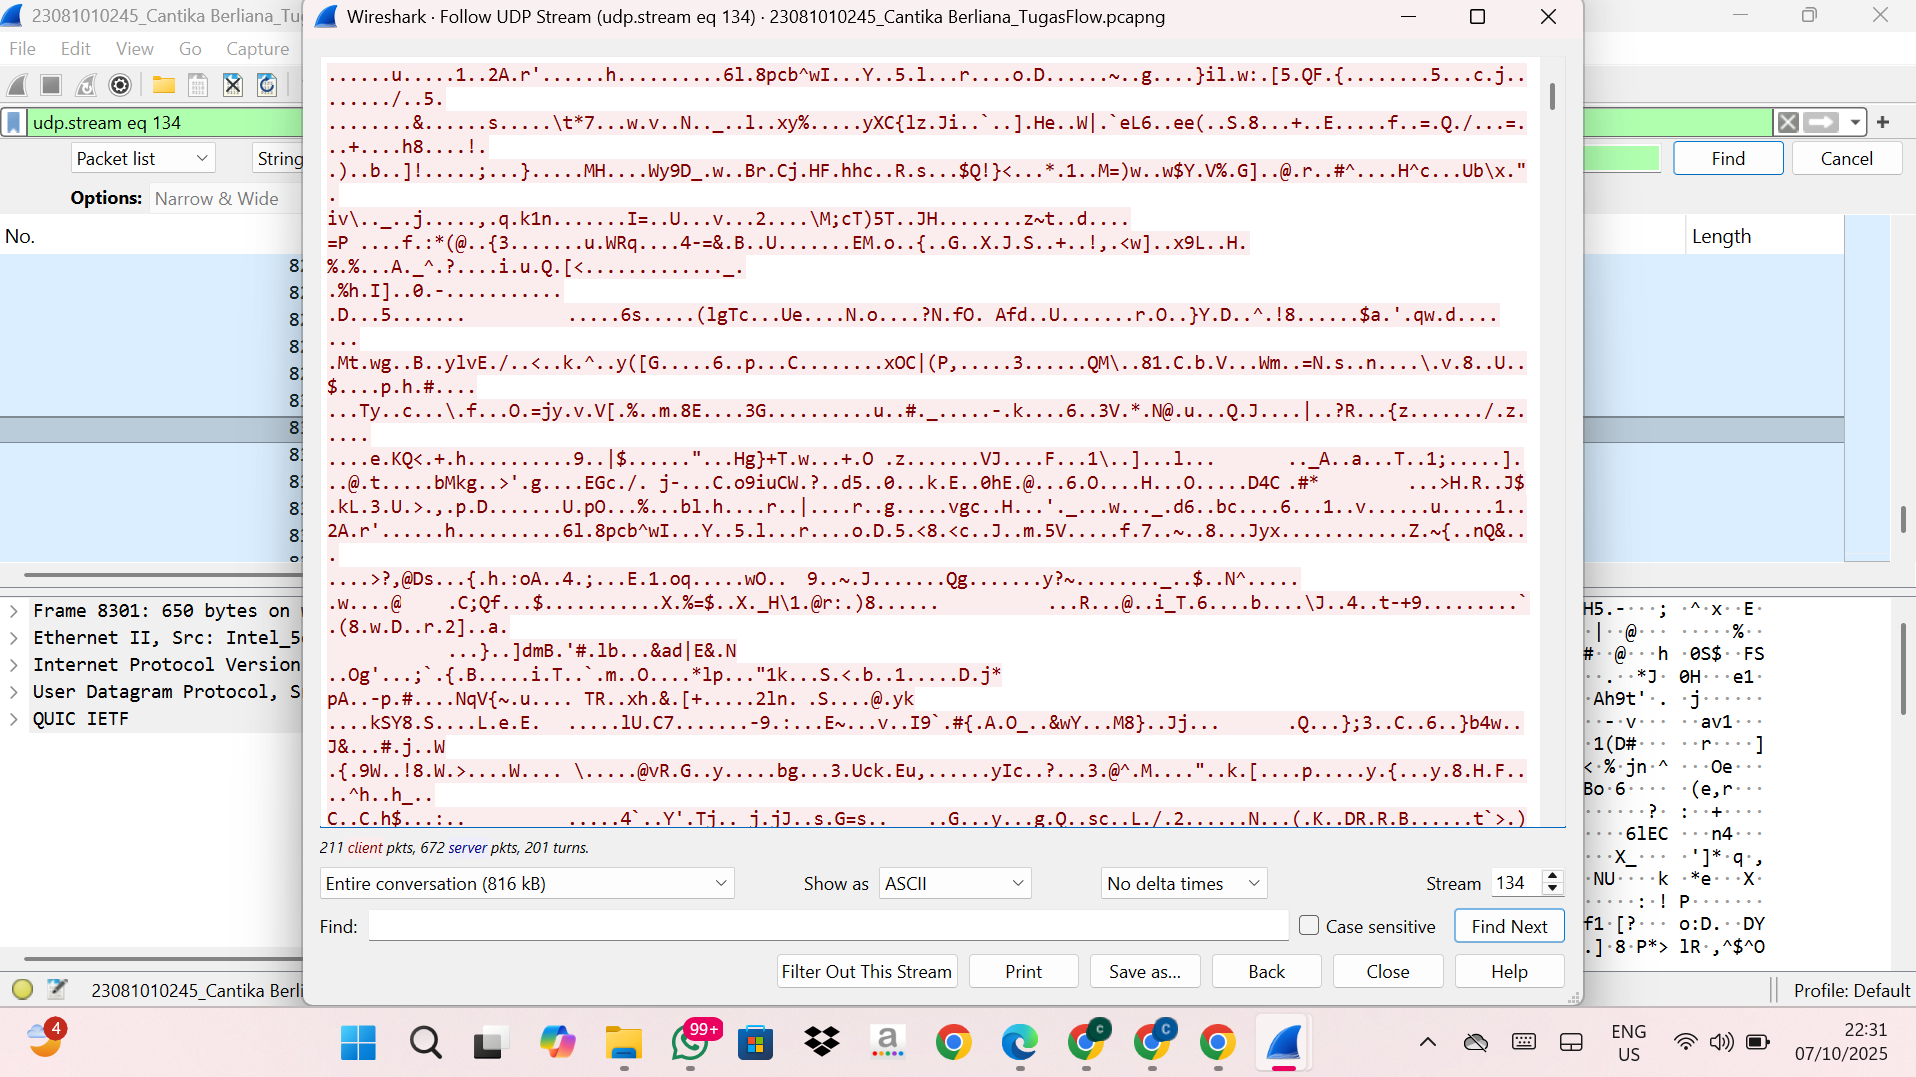 23081010245_Cantika Berliana_Tu
Wireshark · Follow UDP Stream (udp.stream eq 134) · 23081010245_Cantika Berliana_TugasFlow.pcapng
File Edit View Go Capture
udp.stream eq 134
Packet list
String
Find
Cancel
Options: Narrow & Wide
No.
Length
......u.....1..2A.r'......h..........6l.8pcb^wI...Y..5.l...r....o.D......~..g....}il.w:.[5.QF.{........5...c.j..
......./..5.
........&......s.....\t*7...w.v..N.._..l..xy%.....yXC{lz.Ji..`..].He..W|.`eL6..ee(..S.8...+..E.....f..=.Q./...=.
..+....h8....!.
.)..b..]!.....;...}.....MH....Wy9D_.w..Br.Cj.HF.hhc..R.s...$Q!}<...*.1..M=)w..w$Y.V%.G]..@.r..#^....H^c...Ub\x."
.
iv\.._..j.....,.q.k1n.......I=..U...v...2....\M;cT)5T..JH........z~t..d....
=P ....f.:*(@..{3.......u.WRq....4-=&.B..U.......EM.o..{..G..X.J.S..+..!,.<w]..x9L..H.
%.%...A._^.?....i.u.Q.[<............._.
.%h.I]..0.-...........
.D...5....... .....6s.....(lgTc...Ue....N.o....?N.fO. Afd..U.......r.O..}Y.D..^.!8......$a.'.qw.d....
...
.Mt.wg..B..ylvE./..<..k.^..y([G.....6..p...C........xOC|(P,.....3......QM\..81.C.b.V...Wm..=N.s..n....\.v.8..U..
$....p.h.#....
...Ty..c...\.f...O.=jy.v.V[.%..m.8E....3G..........u..#._.....-.k....6..3V.*.N@.u...Q.J....|..?R...{z......./.z.
....
....e.KQ<.+.h..........9..|$......"...Hg}+T.w...+.O .z.......VJ....F...1\..]...l... .._A..a...T..1;.....].
..@.t.....bMkg..>'.g....EGc./. j-...C.o9iuCW.?..d5..0...k.E..0hE.@...6.O....H...O.....D4C .#* ...>H.R..J$
.kL.3.U.>.,.p.D.......U.pO...%...bl.h....r..|....r..g.....vgc..H...'._...w..._.d6..bc....6...1..v......u.....1..
2A.r'......h..........6l.8pcb^wI...Y..5.l...r....o.D.5.<8.<c..J..m.5V.....f.7..~..8...Jyx............Z.~{..nQ&..
.
....>?,@Ds...{.h.:oA..4.;...E.1.oq.....wO.. 9..~.J.......Qg.......y?~........_..$..N^.....
.w....@ .C;Qf...$...........X.%=$..X._H\1.@r:.)8...... ...R...@..i_T.6....b....\J..4..t-+9.........`
.(8.w.D..r.2]..a.
...}..]dmB.'#.lb...&ad|E&.N
..Og'...;`.{.B.....i.T..`.m..O....*lp..."1k...S.<.b..1.....D.j*
pA..-p.#....NqV{~.u.... TR..xh.&.[+.....2ln. .S....@.yk
....kSY8.S....L.e.E. .....lU.C7.......-9.:...E~...v..I9`.#{.A.O_..&wY...M8}..Jj... .Q...};3..C..6..}b4w..
J&...#.j..W
.{.9W..!8.W.>....W.... \.....@vR.G..y.....bg...3.Uck.Eu,......yIc..?...3.@^.M...."..k.[....p.....y.{...y.8.H.F..
..^h..h_..
C..C.h$...:.. .....4`..Y'.Tj.. j.jJ..s.G=s.. ..G...y...g.Q..sc..L./.2......N...(.K..DR.R.B......t`>.)
Frame 8301: 650 bytes on
Ethernet II, Src: Intel_5
Internet Protocol Version
User Datagram Protocol, S
QUIC IETF
H5·-··· ; ·^·x··E·
·|··@··· ·····%··
#··@···h 0S$··FS
··.··*J 0H···e1
Ah9t'·. j·····
··-v···· ··av1··
·1(D#··· ··r····]
<·%·jn·^ ··Oe···
Bo·6···· (e,r···
······?· :··+···
····6lEC ··n4···
···X_··· ·']*·q,
·NU····k ·*e··X·
·····:·! P·······
f1·[?··· o:D.··DY
.]·8·P*> lR·,^$^O
211 client pkts, 672 server pkts, 201 turns.
Entire conversation (816 kB)
Show as ASCII
No delta times
Stream 134
Find:
Case sensitive
Find Next
Filter Out This Stream
Print
Save as...
Back
Close
Help
23081010245_Cantika Berli
Profile: Default
4
99+
a
C
C
ENG
US
22:31
07/10/2025